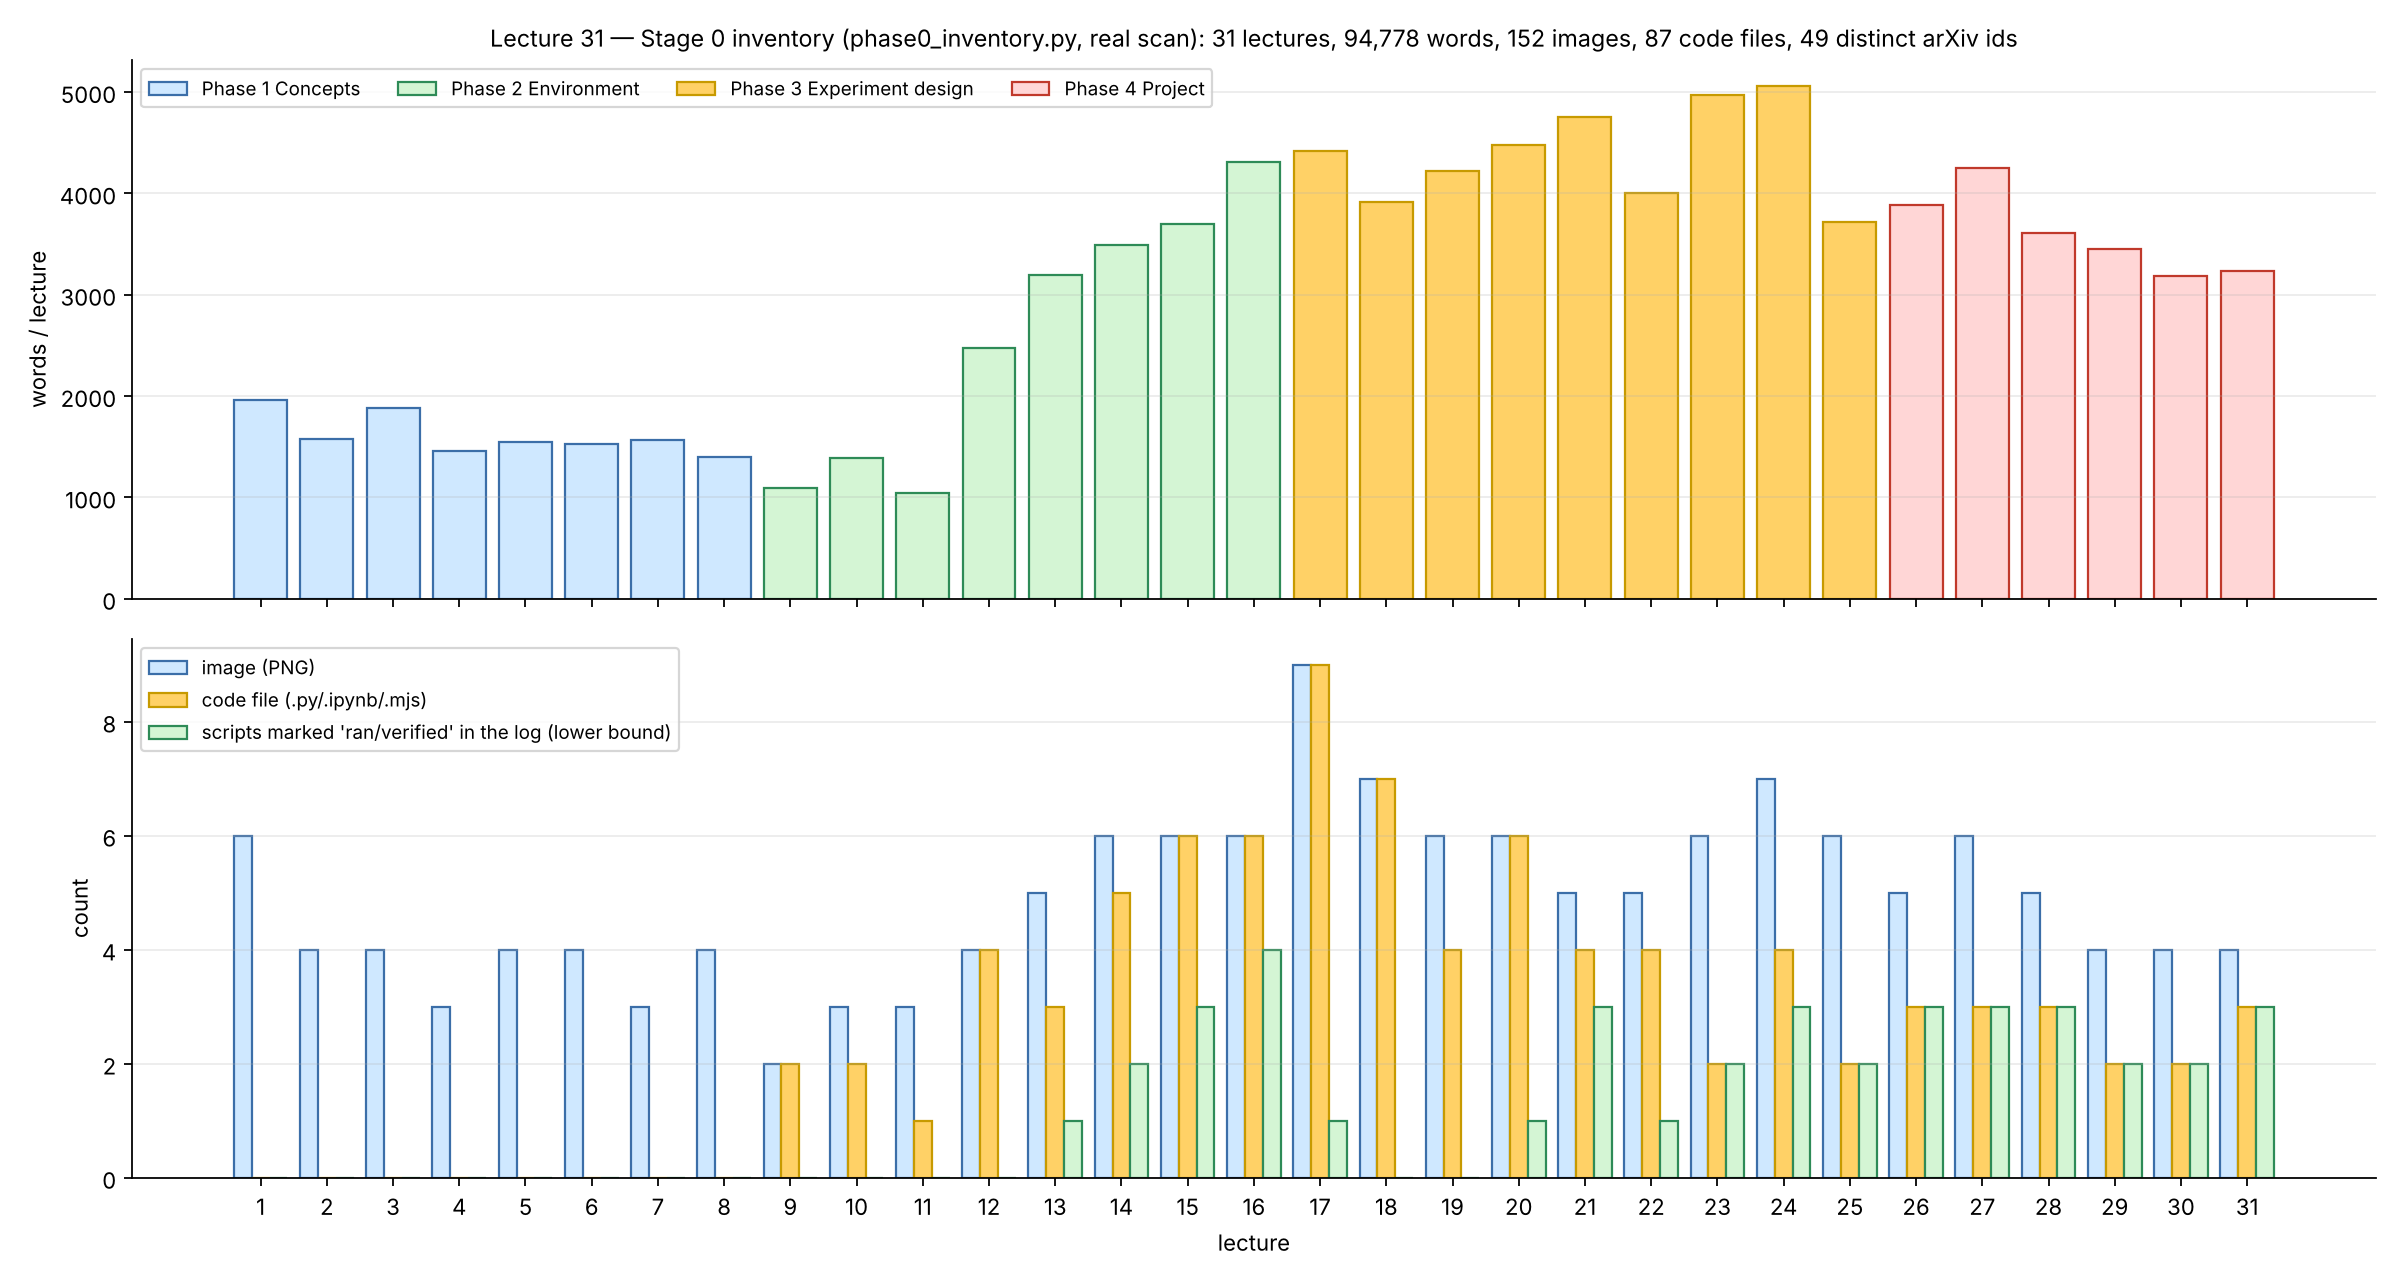 Lecture 31 — Stage 0 inventory (phase0_inventory.py, real scan): 31 lectures, 94,778 words, 152 images, 87 code files, 49 distinct arXiv ids
Phase 1 Concepts Phase 2 Environment Phase 3 Experiment design Phase 4 Project
words / lecture
5000
4000
3000
2000
1000
0
image (PNG)
code file (.py/.ipynb/.mjs)
scripts marked 'ran/verified' in the log (lower bound)
count
8
6
4
2
0
1 2 3 4 5 6 7 8 9 10 11 12 13 14 15 16 17 18 19 20 21 22 23 24 25 26 27 28 29 30 31
lecture